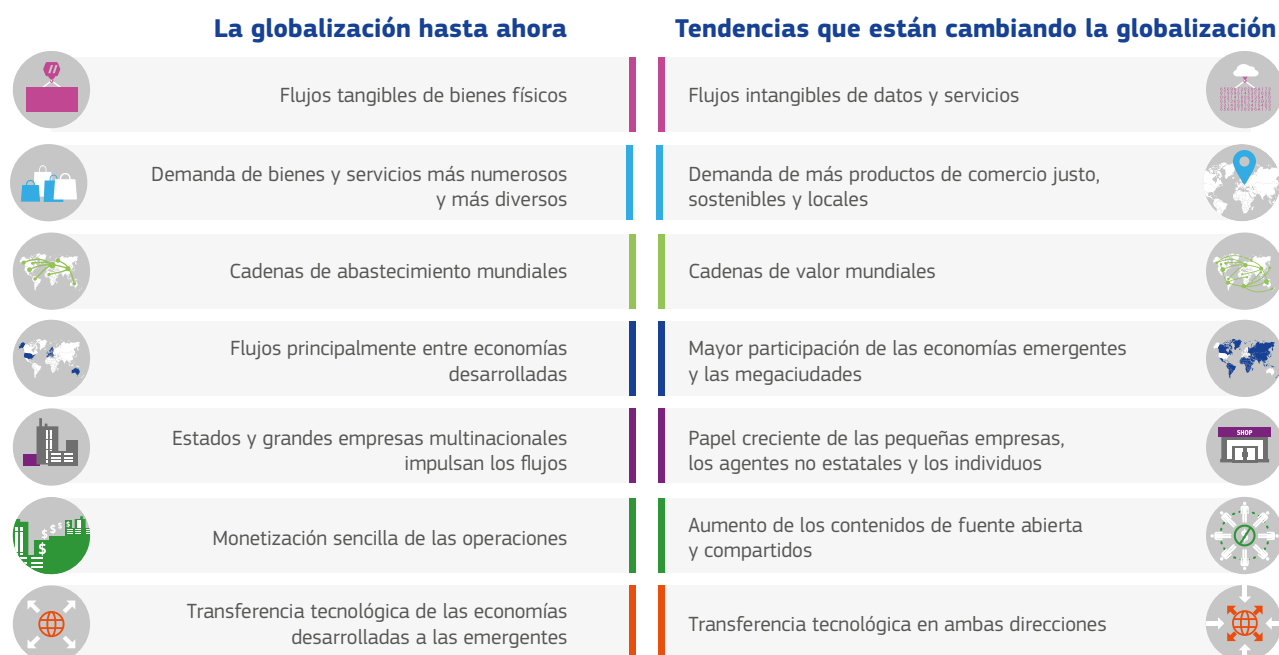 La globalización hasta ahora
Tendencias que están cambiando la globalización
Flujos tangibles de bienes físicos
Flujos intangibles de datos y servicios
Demanda de bienes y servicios más numerosos
y más diversos
Demanda de más productos de comercio justo,
sostenibles y locales
Cadenas de abastecimiento mundiales
Cadenas de valor mundiales
Flujos principalmente entre economías
desarrolladas
Mayor participación de las economías emergentes
y las megaciudades
Estados y grandes empresas multinacionales
impulsan los flujos
Papel creciente de las pequeñas empresas,
los agentes no estatales y los individuos
SHOP
$ $ $ $
Monetización sencilla de las operaciones
Aumento de los contenidos de fuente abierta
y compartidos
Transferencia tecnológica de las economías
desarrolladas a las emergentes
Transferencia tecnológica en ambas direcciones